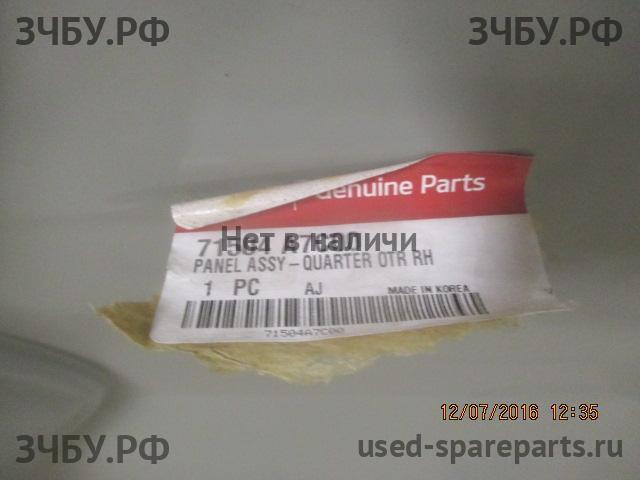 ЗЧБУ.РФ
ЗЧБУ.РФ
Genuine Parts
Нет в наличи
PANEL ASSY-QUARTER OTR RH
1 PC AJ MADE IN KOREA
71504A7C00
12/07/2016 12:35
ЗЧБУ.РФ
used-spareparts.ru